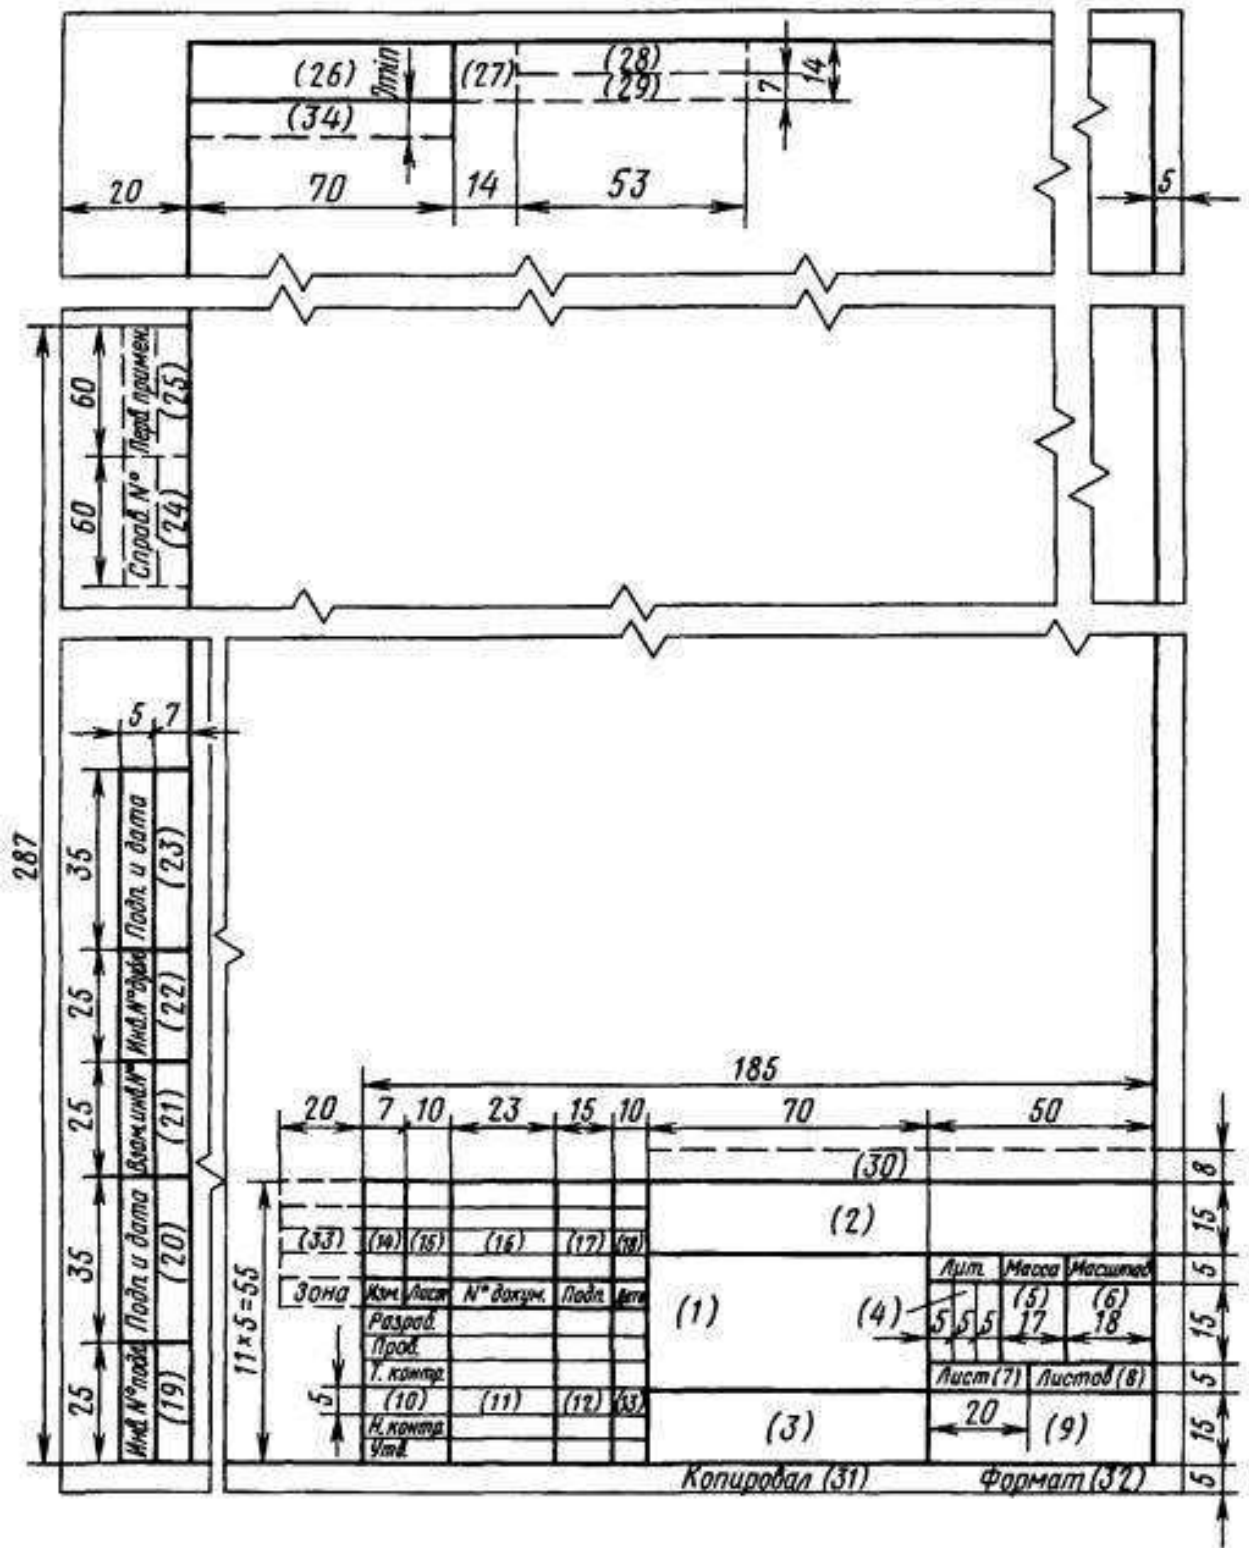 (26) 0min (27) (28) 7 14
(29)
(34)
20 70 14 53 5
60 Перв. примен. (25)
60 Справ. N° (24)
287
5 7
35 Подп. и дата (23)
25 Инв. N° дубл (22)
25 Взам. инв. N° (21)
35 Подп. и дата (20)
25 Инв. N° подл (19)
185
20 7 10 23 15 10 70 50
(30) 8
(2) 15
(33) (14) (15) (16) (17) (18)
Лит. Масса Масштаб 5
Зона Изм. Лист N° докум. Подп. Дата
(1) (4) 5 5 5 (5) 17 (6) 18 15
11×5=55
Разраб.
Пров.
Т. контр.
Лист (7) Листов (8) 5
5 (10) (11) (12) (13)
Н. контр.
Утв.
(3) 20 (9) 15
Копировал (31) Формат (32) 5